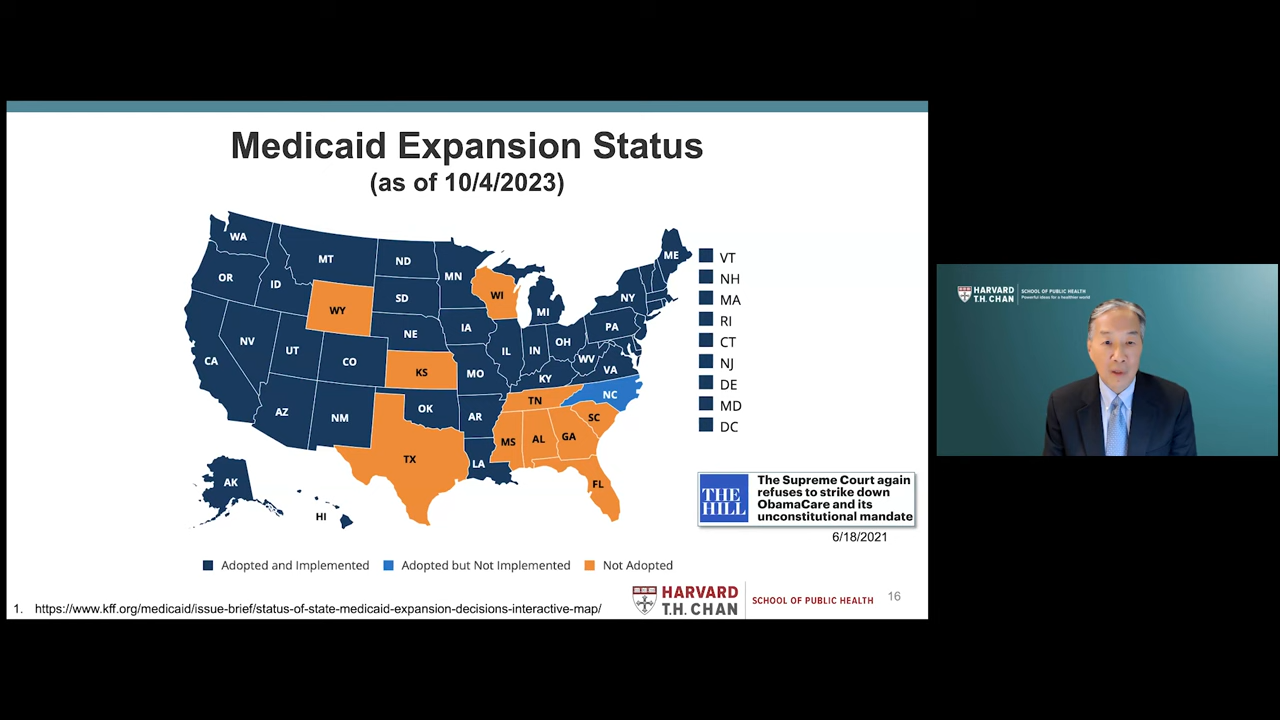 Medicaid Expansion Status
(as of 10/4/2023)
WA
MT
ND
MN
ME
OR
ID
SD
WI
WY
MI
NY
NV
NE
IA
PA
UT
CO
IL
IN
OH
WV
VA
CA
KS
MO
KY
AZ
NM
OK
AR
TN
NC
SC
TX
MS
AL
GA
LA
FL
AK
HI
VT
NH
MA
RI
CT
NJ
DE
MD
DC
THE
HILL
The Supreme Court again
refuses to strike down
ObamaCare and its
unconstitutional mandate
6/18/2021
Adopted and Implemented
Adopted but Not Implemented
Not Adopted
1. https://www.kff.org/medicaid/issue-brief/status-of-state-medicaid-expansion-decisions-interactive-map/
HARVARD
T.H. CHAN
SCHOOL OF PUBLIC HEALTH
16
HARVARD
T.H. CHAN
SCHOOL OF PUBLIC HEALTH
Powerful ideas for a healthier world